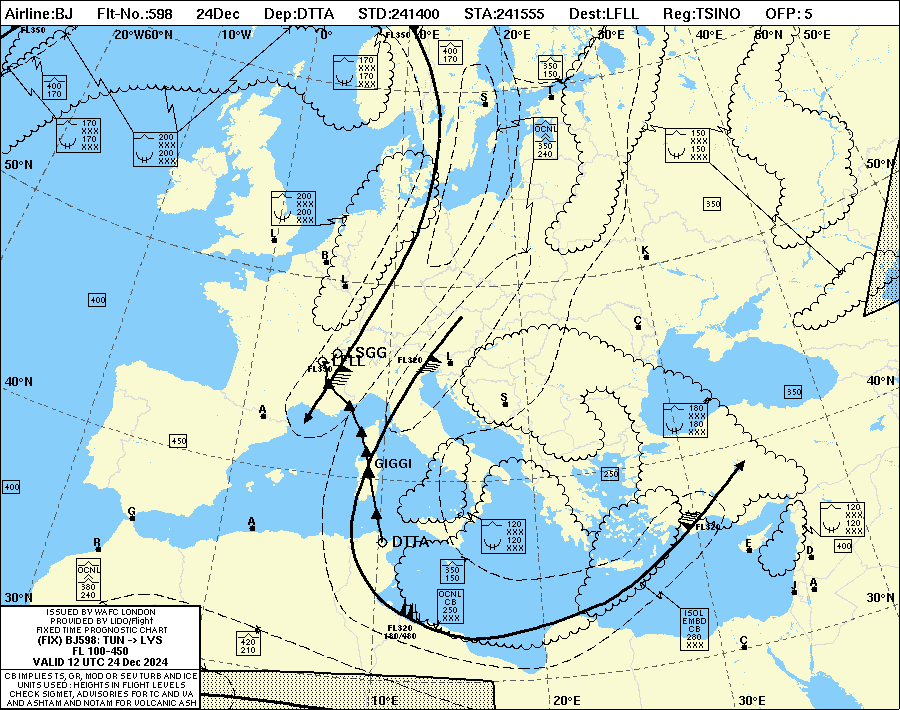 Airline:BJ Flt-No.:598 24Dec Dep:DTTA STD:241400 STA:241555 Dest:LFLL Reg:TSINO OFP: 5
FL350 20°W60°N 10°W 0° FL350 10°E 20°E 30°E 40°E 60°N 50°E
400
170
350
150
170
XXX
170
XXX
400
170
S
T
170
XXX
170
XXX
200
XXX
200
XXX
OCNL
350
240
150
XXX
150
XXX
50°N 50°N
200
XXX
200
XXX
350
L
B
K
L
400
C
LSGG
LFLL
FL350
FL320
L
40°N 40°N
350
S
A
180
XXX
180
XXX
450
GIGGI
250
400
G
A
120
XXX
120
XXX
FL320
120
XXX
120
XXX
R
DTTA
E
400
D
OCNL
380
240
350
150
J
A
30°N 30°N
OCNL
CB
250
XXX
ISOL
EMBD
CB
280
XXX
FL320
180/480
420
210
C
ISSUED BY WAFC LONDON
PROVIDED BY LIDO/Flight
FIXED TIME PROGNOSTIC CHART
(FIX) BJ598: TUN -> LYS
FL 100-450
VALID 12 UTC 24 Dec 2024
CB IMPLIES TS, GR, MOD OR SEV TURB AND ICE
UNITS USED : HEIGHTS IN FLIGHT LEVELS
CHECK SIGMET, ADVISORIES FOR TC AND VA
AND ASHTAM AND NOTAM FOR VOLCANIC ASH
10°E 20°E 30°E